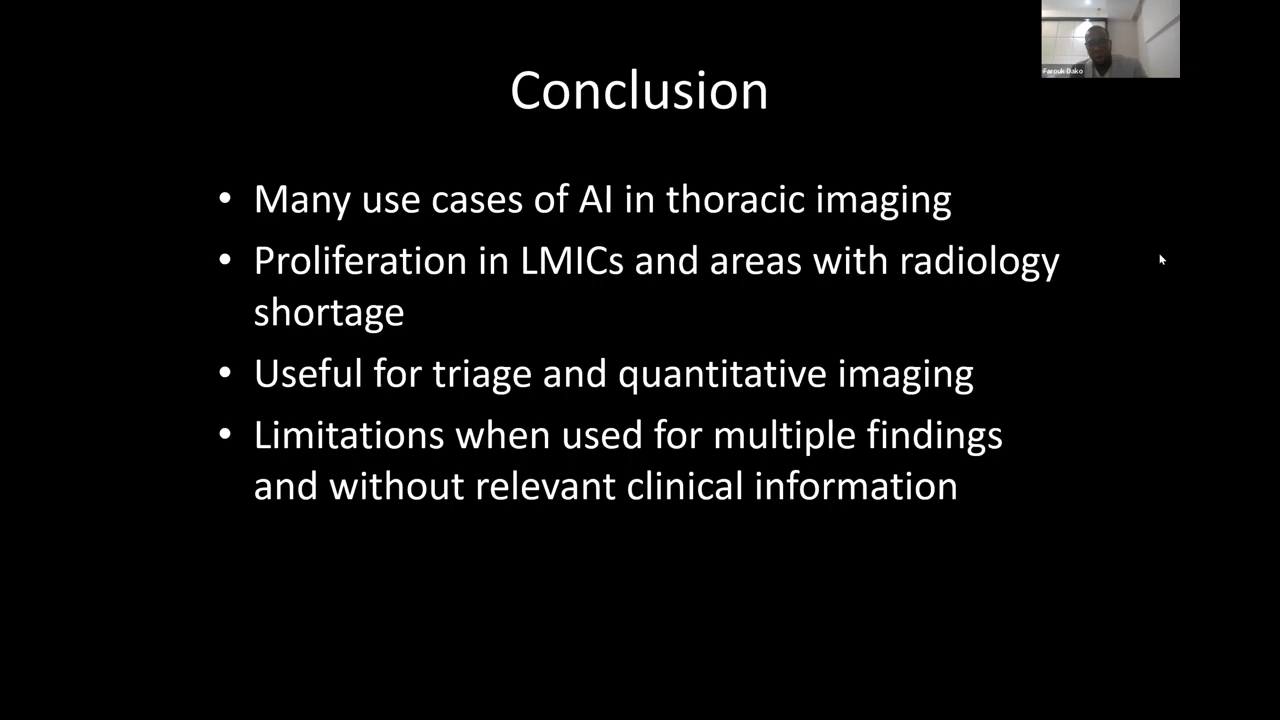 Farouk Dako
Conclusion
• Many use cases of AI in thoracic imaging
• Proliferation in LMICs and areas with radiology
shortage
• Useful for triage and quantitative imaging
• Limitations when used for multiple findings
and without relevant clinical information